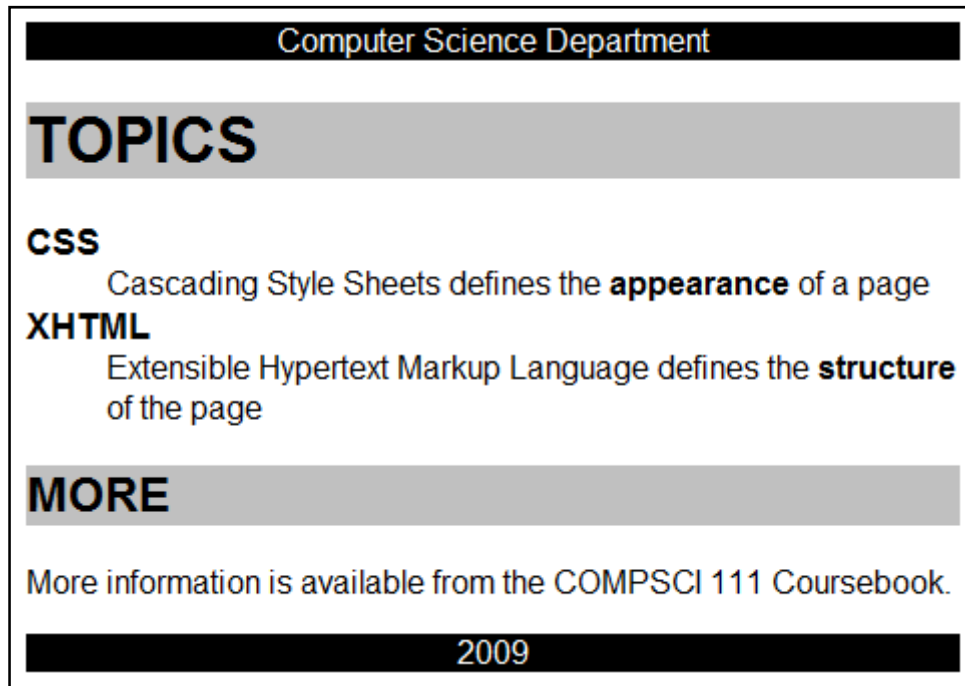 Computer Science Department
TOPICS
CSS
Cascading Style Sheets defines the appearance of a page
XHTML
Extensible Hypertext Markup Language defines the structure
of the page
MORE
More information is available from the COMPSCI 111 Coursebook.
2009